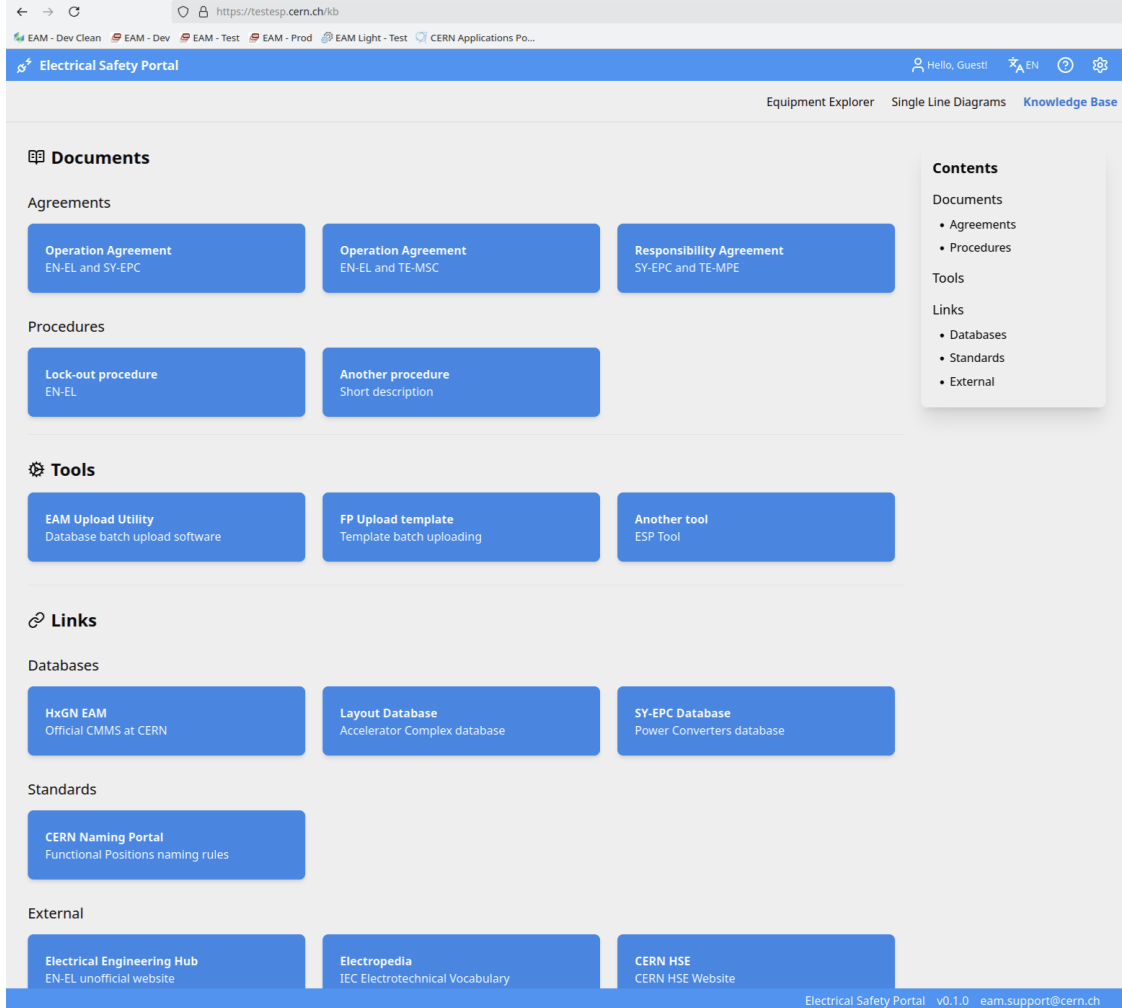 https://testesp.cern.ch/kb
EAM - Dev Clean EAM - Dev EAM - Test EAM - Prod EAM Light - Test CERN Applications Po...
Electrical Safety Portal
Hello, Guest! EN
Equipment Explorer Single Line Diagrams Knowledge Base
Documents
Agreements
Operation Agreement
EN-EL and SY-EPC
Operation Agreement
EN-EL and TE-MSC
Responsibility Agreement
SY-EPC and TE-MPE
Procedures
Lock-out procedure
EN-EL
Another procedure
Short description
Tools
EAM Upload Utility
Database batch upload software
FP Upload template
Template batch uploading
Another tool
ESP Tool
Links
Databases
HxGN EAM
Official CMMS at CERN
Layout Database
Accelerator Complex database
SY-EPC Database
Power Converters database
Standards
CERN Naming Portal
Functional Positions naming rules
External
Electrical Engineering Hub
EN-EL unofficial website
Electropedia
IEC Electrotechnical Vocabulary
CERN HSE
CERN HSE Website
Contents
Documents
• Agreements
• Procedures
Tools
Links
• Databases
• Standards
• External
Electrical Safety Portal v0.1.0 eam.support@cern.ch